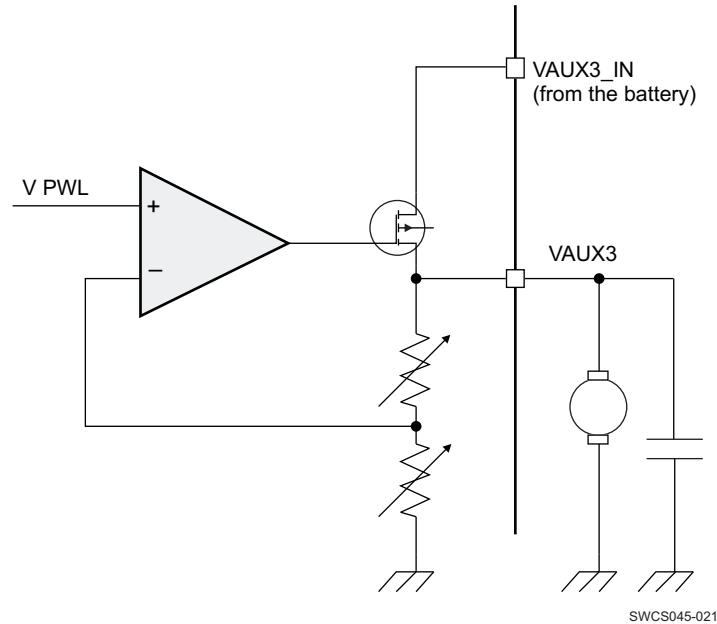 VAUX3_IN
(from the battery)
V PWL
+
−
VAUX3
SWCS045-021